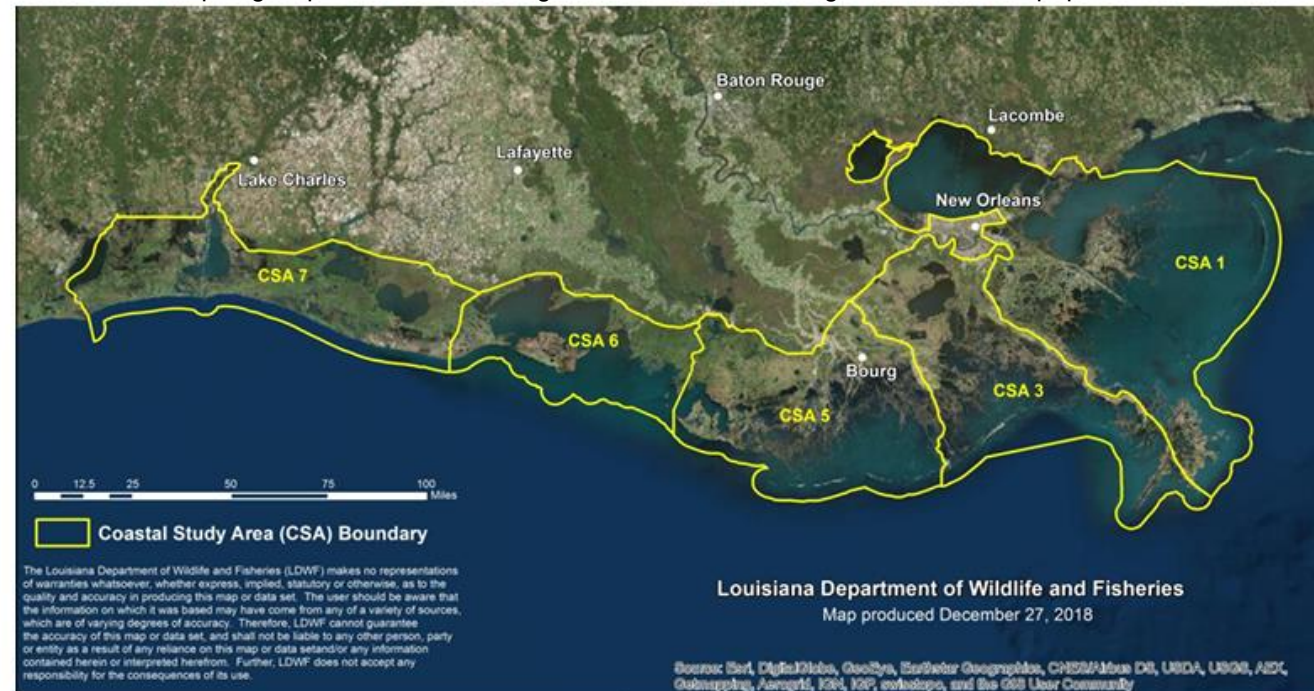 Baton Rouge
Lacombe
Lafayette
Lake Charles
New Orleans
CSA 1
CSA 7
CSA 6
Bourg
CSA 3
CSA 5
0 12.5 25 50 75 100
Miles
Coastal Study Area (CSA) Boundary
The Louisiana Department of Wildlife and Fisheries (LDWF) makes no representations
of warranties whatsoever, whether express, implied, statutory or otherwise, as to the
quality and accuracy in producing this map or data set. The user should be aware that
the information on which it was based may have come from any of a variety of sources,
which are of varying degrees of accuracy. Therefore, LDWF cannot guarantee
the accuracy of this map or data set, and shall not be liable to any other person, party
or entity as a result of any reliance on this map or data setand/or any information
contained herein or interpreted herefrom. Further, LDWF does not accept any
responsibility for the consequences of its use.
Louisiana Department of Wildlife and Fisheries
Map produced December 27, 2018
Source: Esri, DigitalGlobe, GeoEye, Earthstar Geographics, CNES/Airbus DS, USDA, USGS, AEX,
Getmapping, Aerogrid, IGN, IGP, swisstopo, and the GIS User Community